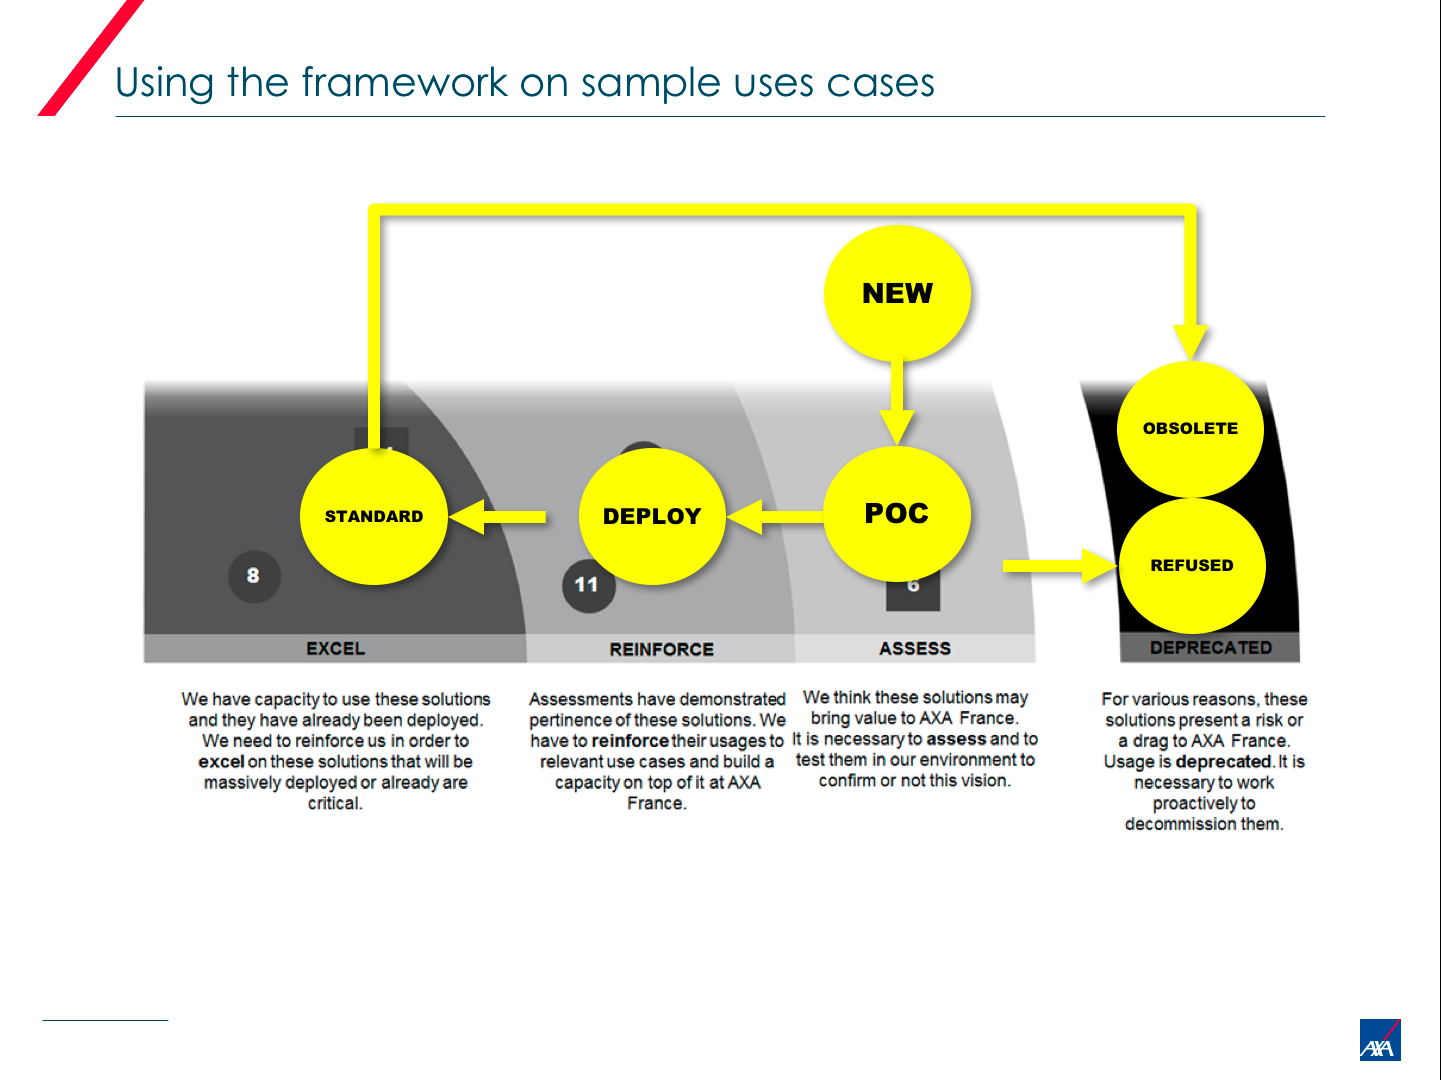 Using the framework on sample uses cases
NEW
OBSOLETE
STANDARD
DEPLOY
POC
REFUSED
8
11
6
EXCEL
REINFORCE
ASSESS
DEPRECATED
We have capacity to use these solutions
and they have already been deployed.
We need to reinforce us in order to
excel on these solutions that will be
massively deployed or already are
critical.
Assessments have demonstrated
pertinence of these solutions. We
have to reinforce their usages to
relevant use cases and build a
capacity on top of it at AXA
France.
We think these solutions may
bring value to AXA France.
It is necessary to assess and to
test them in our environment to
confirm or not this vision.
For various reasons, these
solutions present a risk or
a drag to AXA France.
Usage is deprecated. It is
necessary to work
proactively to
decommission them.
AXA